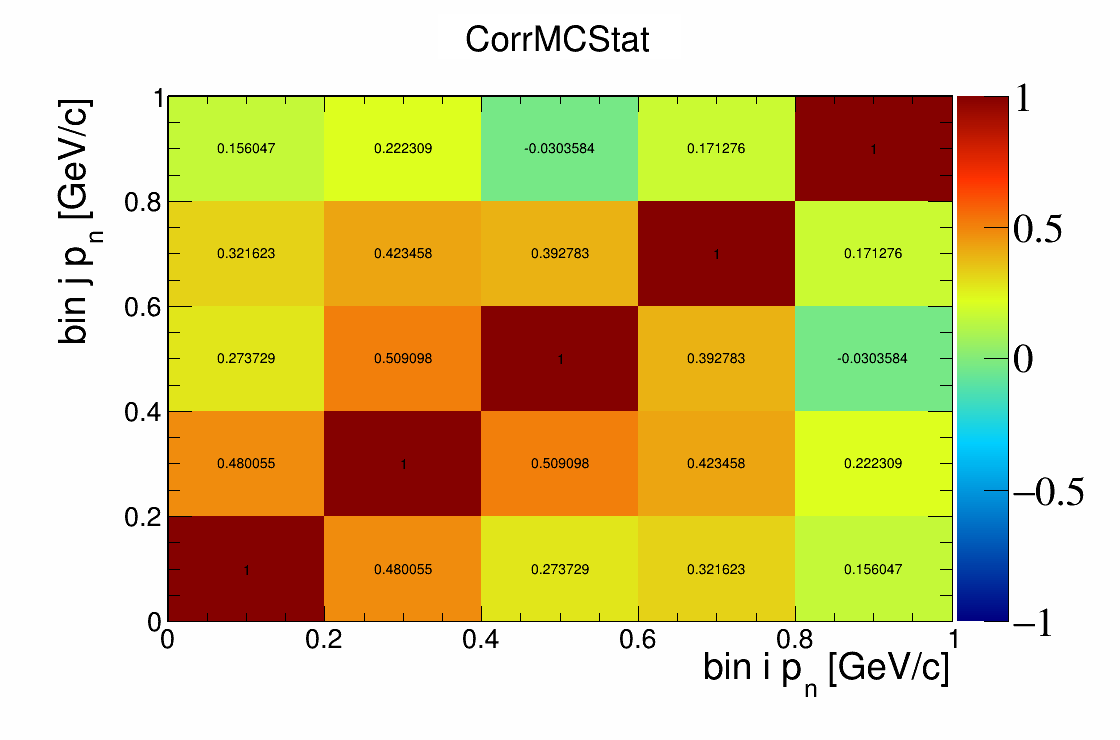 CorrMCStat
bin j pn [GeV/c]
1
0.8
0.6
0.4
0.2
0
0.156047 0.222309 -0.0303584 0.171276 1
0.321623 0.423458 0.392783 1 0.171276
0.273729 0.509098 1 0.392783 -0.0303584
0.480055 1 0.509098 0.423458 0.222309
1 0.480055 0.273729 0.321623 0.156047
0 0.2 0.4 0.6 0.8 1
bin i pn [GeV/c]
1
0.5
0
−0.5
−1